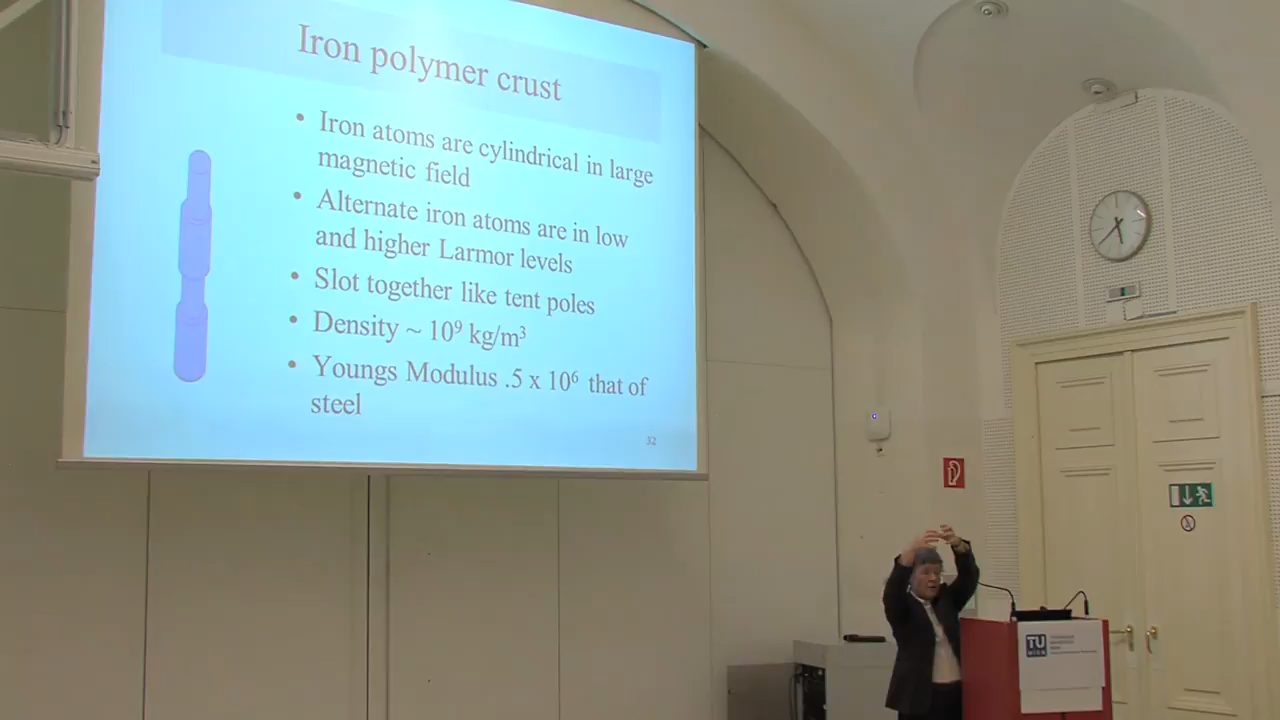 Iron polymer crust
• Iron atoms are cylindrical in large
magnetic field
• Alternate iron atoms are in low
and higher Larmor levels
• Slot together like tent poles
• Density ~ 10⁹ kg/m³
• Youngs Modulus .5 x 10⁶ that of
steel
32
TU
WIEN